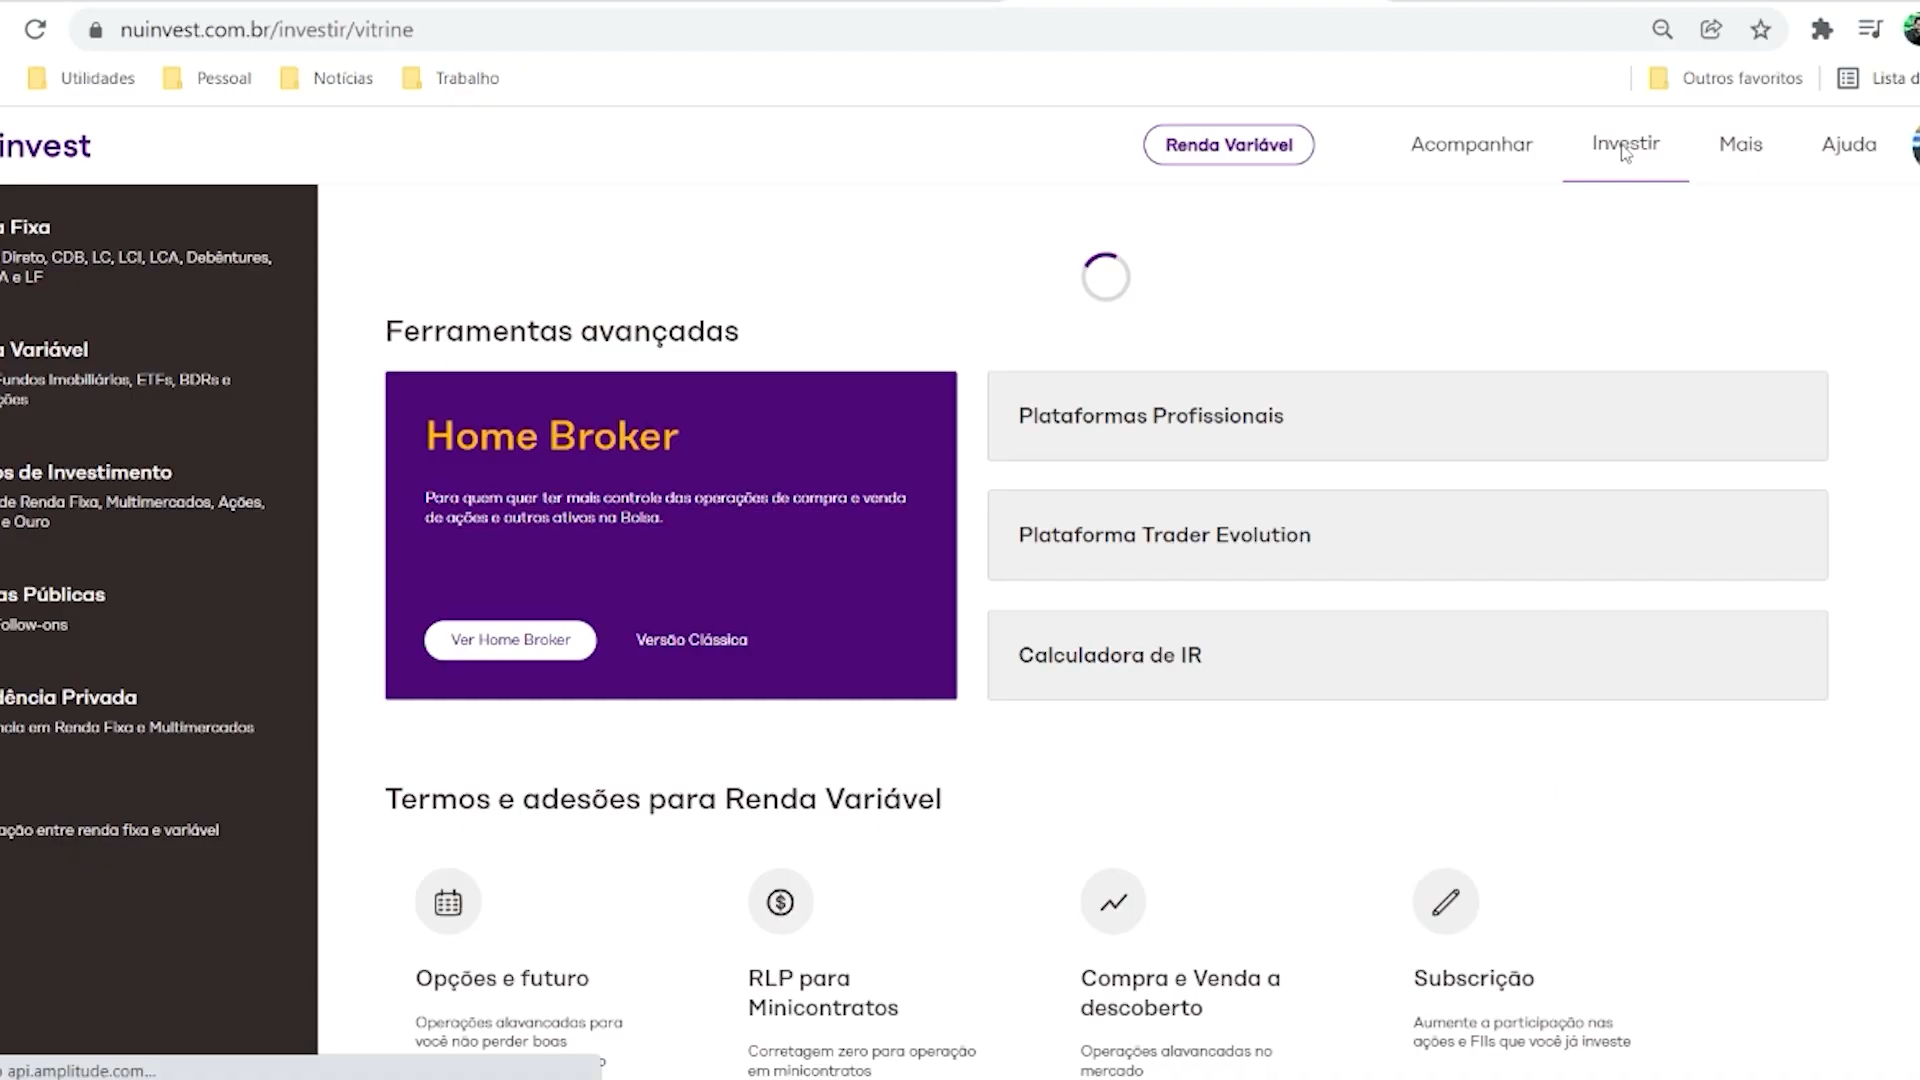 nuinvest.com.br/investir/vitrine
Utilidades Pessoal Notícias Trabalho Outros favoritos Lista d
invest Renda Variável Acompanhar Investir Mais Ajuda
a Fixa
Direto, CDB, LC, LCI, LCA, Debêntures,
A e LF
a Variável
Fundos Imobiliários, ETFs, BDRs e
ções
os de Investimento
de Renda Fixa, Multimercados, Ações,
e Ouro
as Públicas
Follow-ons
dência Privada
ncia em Renda Fixa e Multimercados
ação entre renda fixa e variável
Ferramentas avançadas
Home Broker
Para quem quer ter mais controle das operações de compra e venda
de ações e outros ativos na Bolsa.
Ver Home Broker Versão Clássica
Plataformas Profissionais
Plataforma Trader Evolution
Calculadora de IR
Termos e adesões para Renda Variável
Opções e futuro
Operações alavancadas para
você não perder boas
o
RLP para
Minicontratos
Corretagem zero para operação
em minicontratos
Compra e Venda a
descoberto
Operações alavancadas no
mercado
Subscrição
Aumente a participação nas
ações e FIIs que você já investe
o api.amplitude.com...